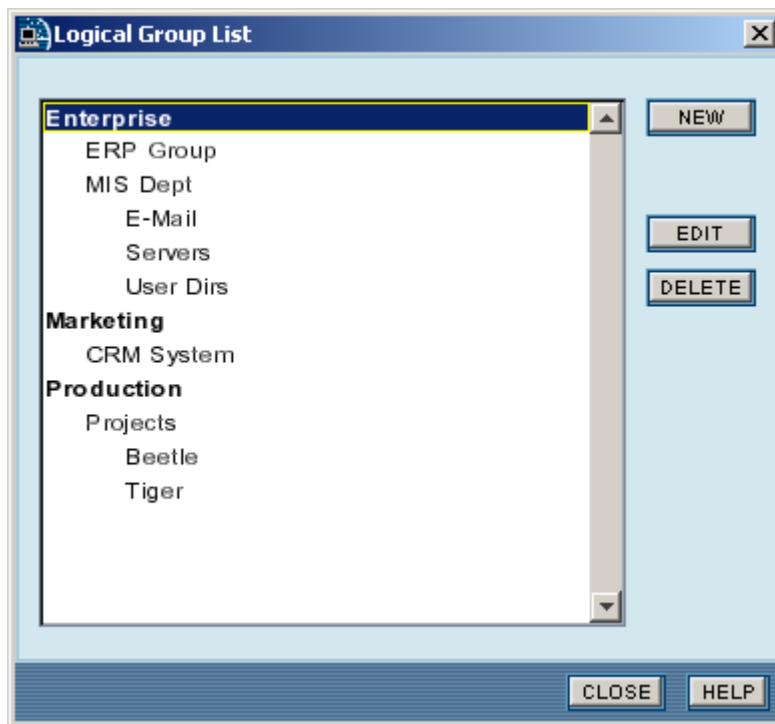 Logical Group List
Enterprise
NEW
ERP Group
MIS Dept
E-Mail
EDIT
Servers
User Dirs
DELETE
Marketing
CRM System
Production
Projects
Beetle
Tiger
CLOSE
HELP